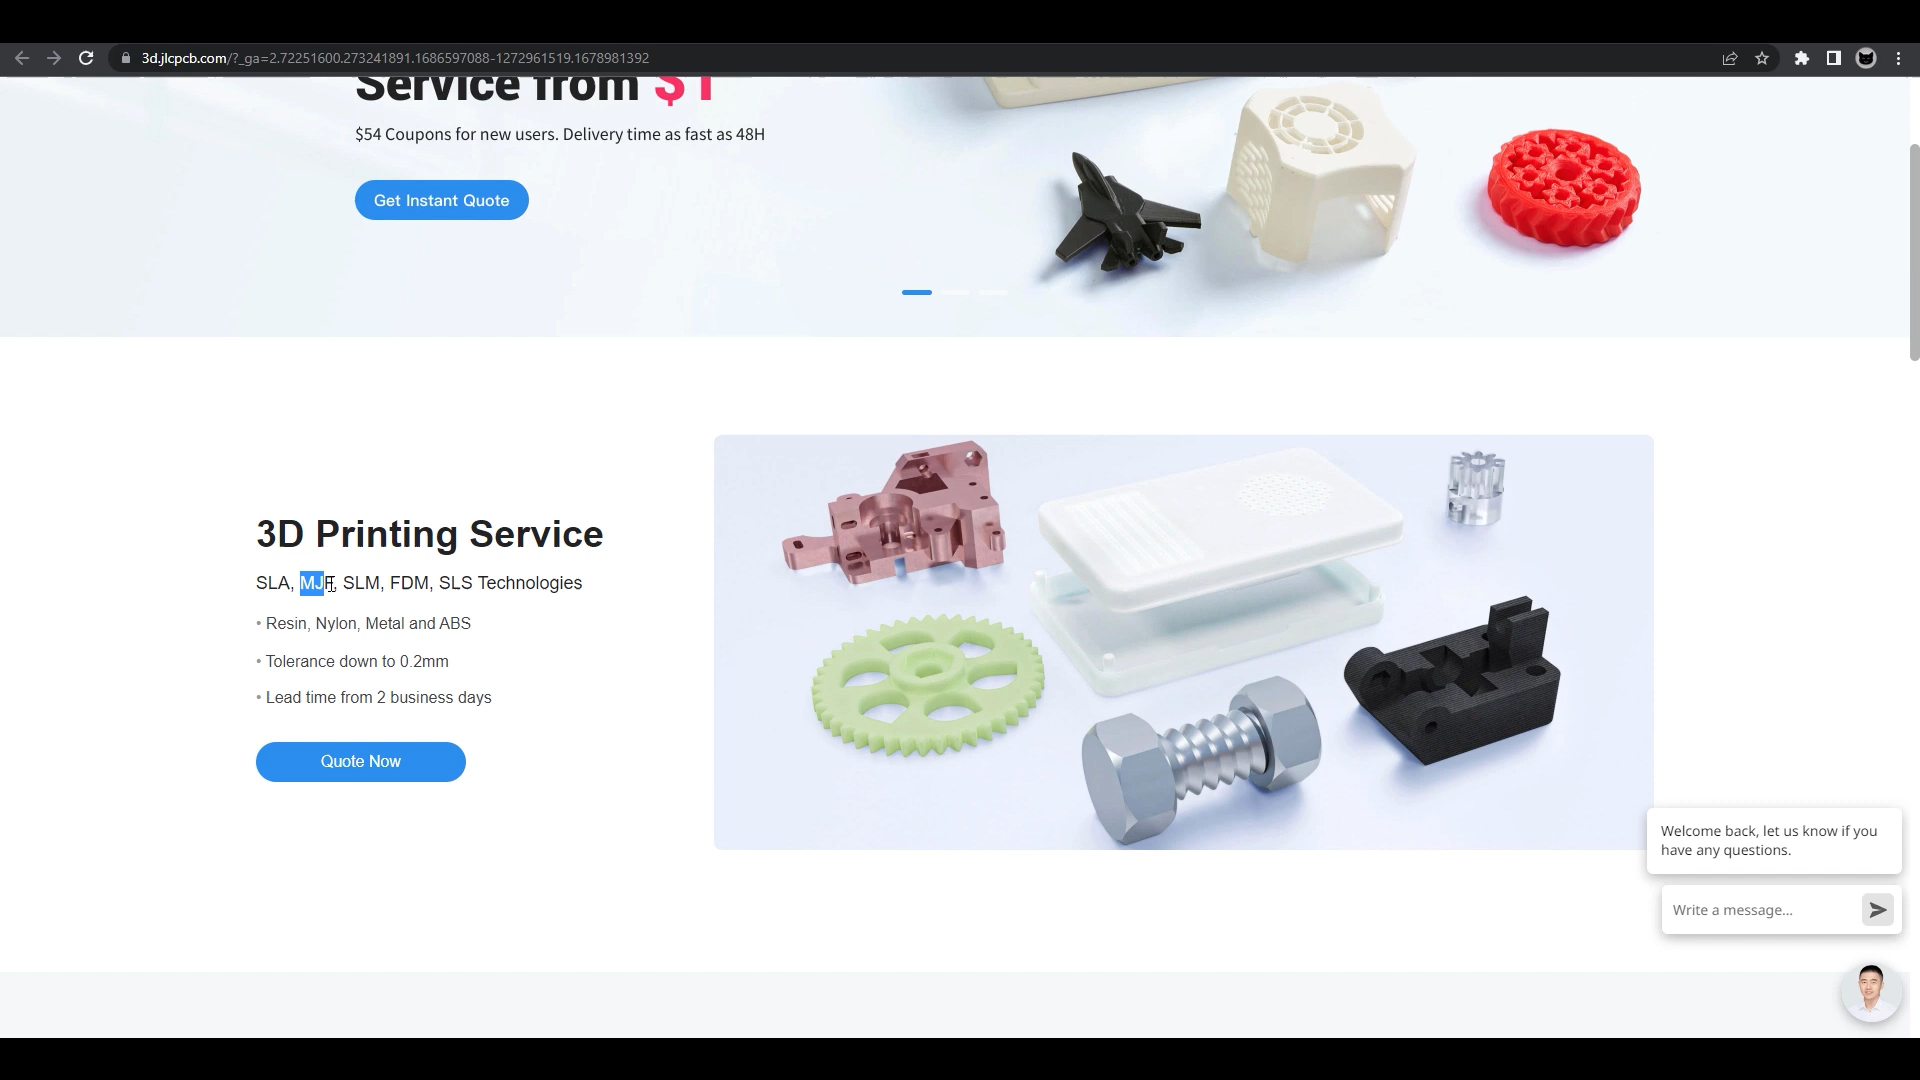 3d.jlcpcb.com/?_ga=2.72251600.273241891.1686597088-1272961519.1678981392
Service from $1
$54 Coupons for new users. Delivery time as fast as 48H
Get Instant Quote
3D Printing Service
SLA, MJF, SLM, FDM, SLS Technologies
• Resin, Nylon, Metal and ABS
• Tolerance down to 0.2mm
• Lead time from 2 business days
Quote Now
Welcome back, let us know if you
have any questions.
Write a message...